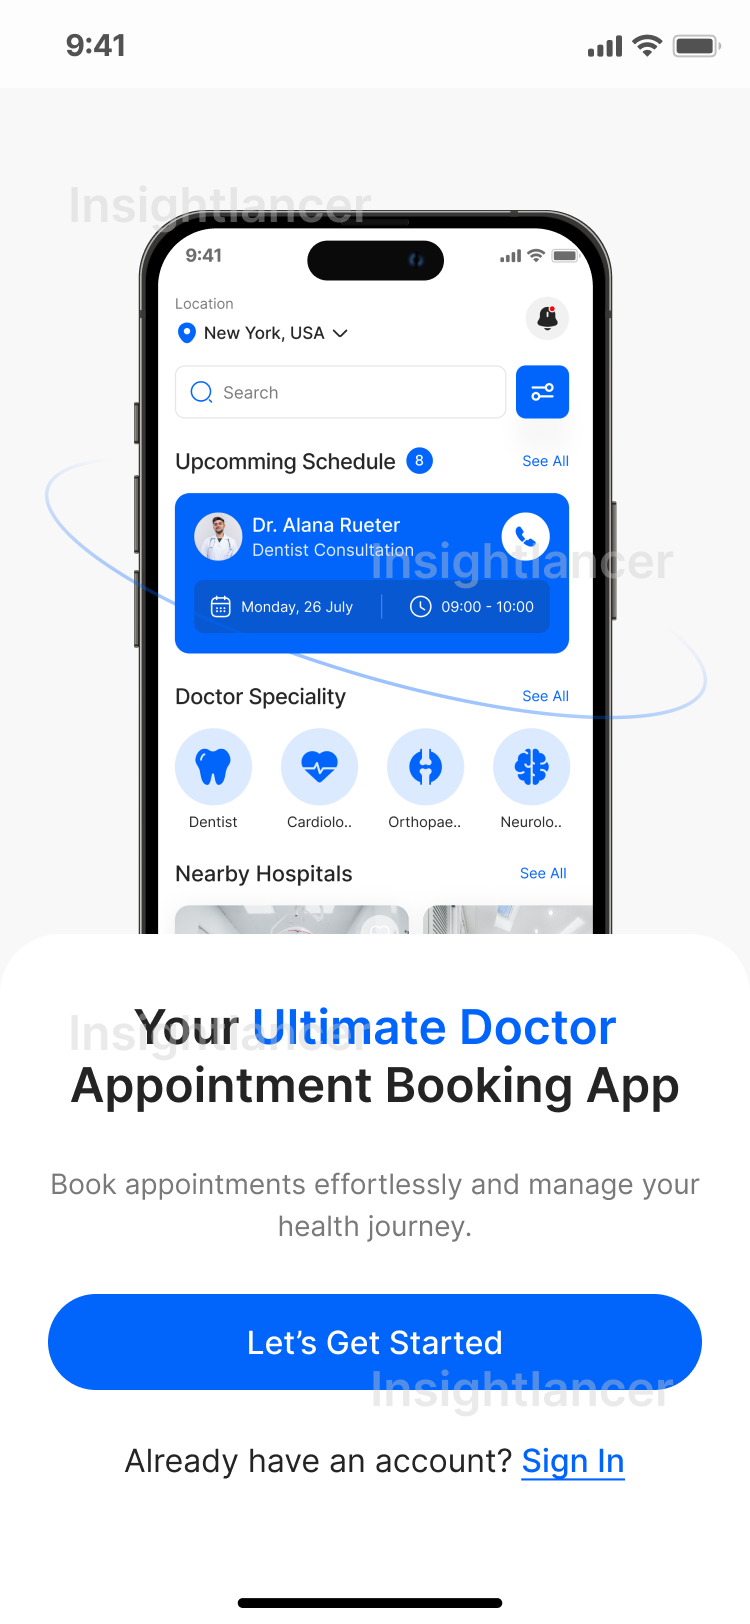 9:41
Insightlancer
9:41
Location
New York, USA
Search
Upcomming Schedule 8 See All
Dr. Alana Rueter
Dentist Consultation
Insightlancer
Monday, 26 July 09:00 - 10:00
Doctor Speciality See All
Dentist Cardiolo.. Orthopae.. Neurolo..
Nearby Hospitals See All
Insightlancer
Your Ultimate Doctor
Appointment Booking App
Book appointments effortlessly and manage your
health journey.
Let's Get Started
Insightlancer
Already have an account? Sign In